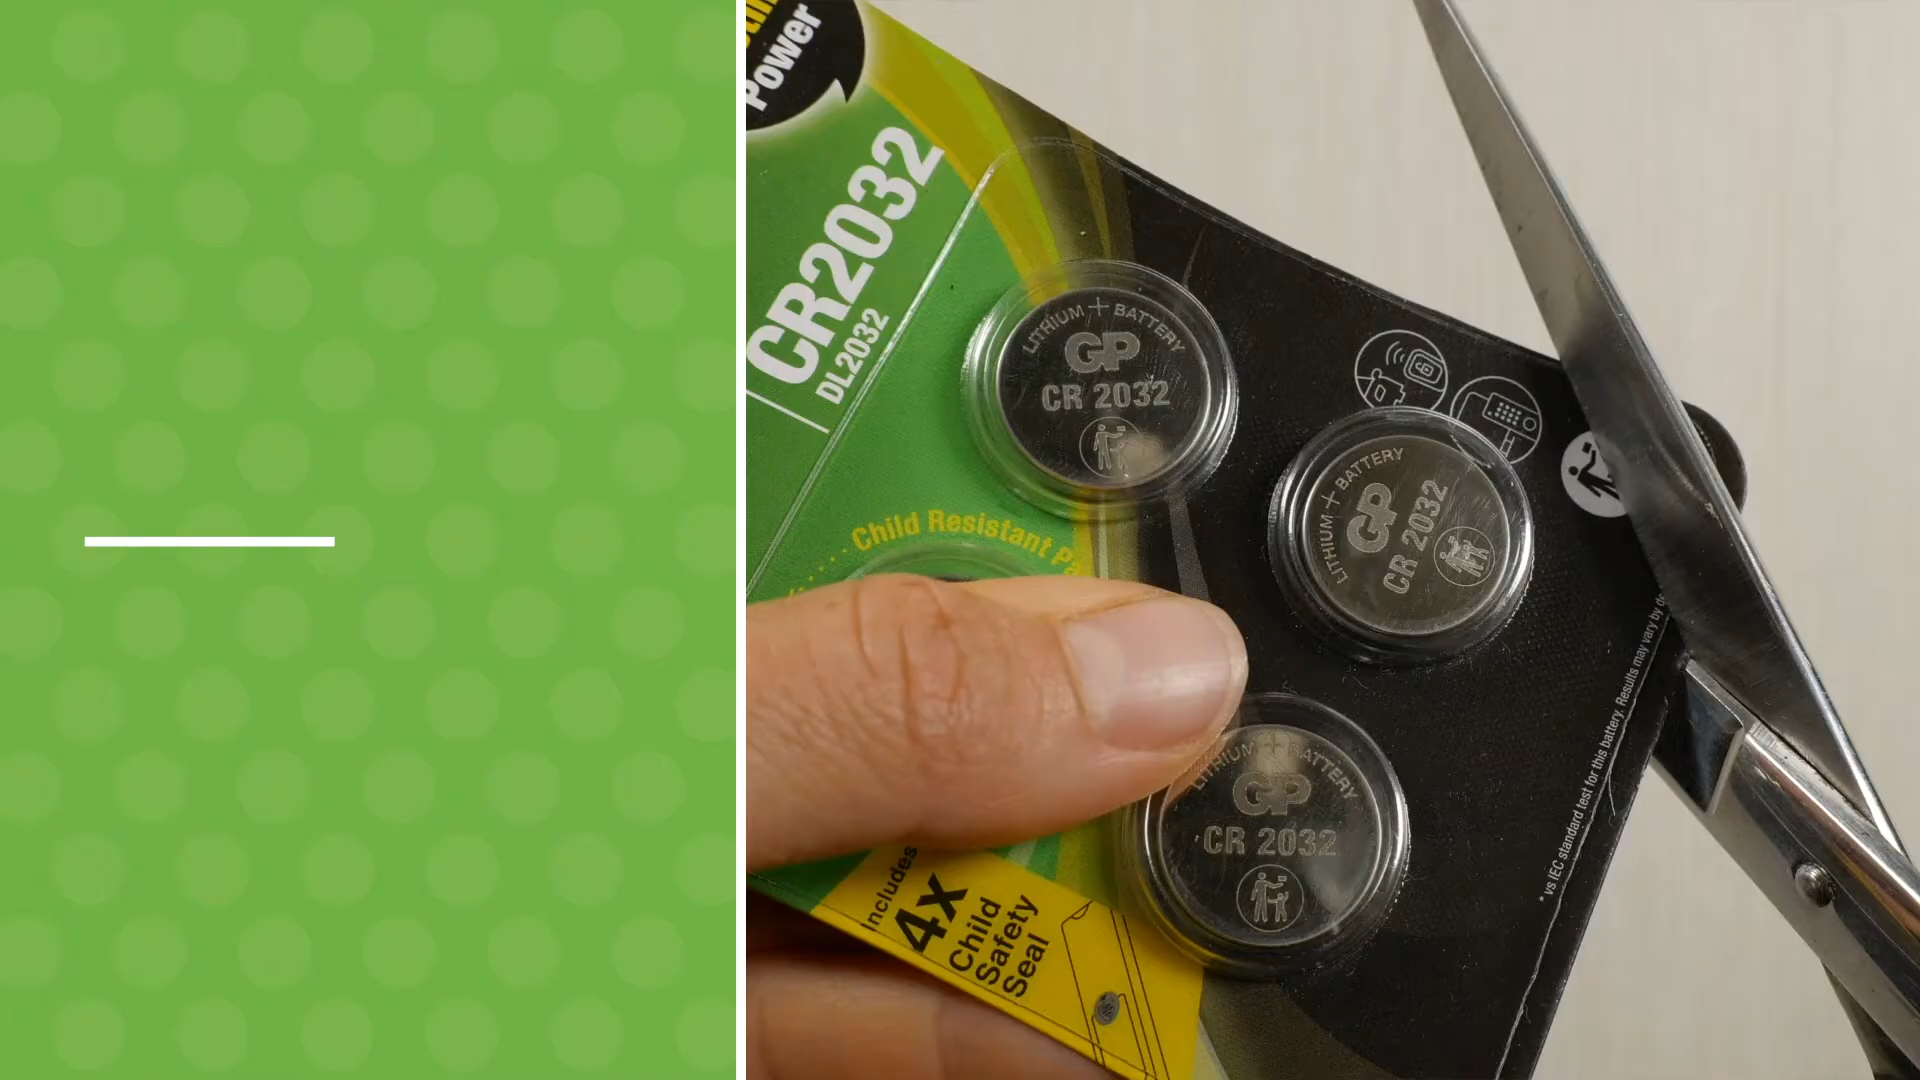 Power
CR2032
DL2032
LITHIUM + BATTERY
GP
CR 2032
LITHIUM + BATTERY
GP
CR 2032
Child Resistant
LITHIUM + BATTERY
GP
CR 2032
Includes
4x
Child
Safety
Seal
* vs IEC standard test for this battery. Results may vary by